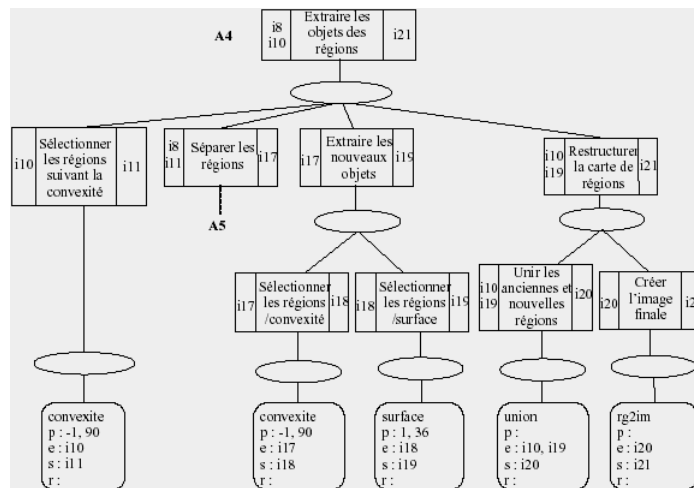 A4
i8
i10
Extraire les
objets des
régions
i21
i10
Sélectionner
les régions
suivant la
convexité
i11
i8
i11
Séparer les
régions
i17
A5
i17
Extraire les
nouveaux
objets
i19
i10
i19
Restructurer
la carte de
régions
i21
i17
Sélectionner
les régions
/convexité
i18
i18
Sélectionner
les régions
/surface
i19
i10
i19
Unir les
anciennes et
nouvelles
régions
i20
i20
Créer
l'image
finale
convexite
p : -1, 90
e : i10
s : i11
r :
convexite
p : -1, 90
e : i17
s : i18
r :
surface
p : 1, 36
e : i18
s : i19
r :
union
p :
e : i10, i19
s : i20
r :
rg2im
p :
e : i20
s : i21
r :